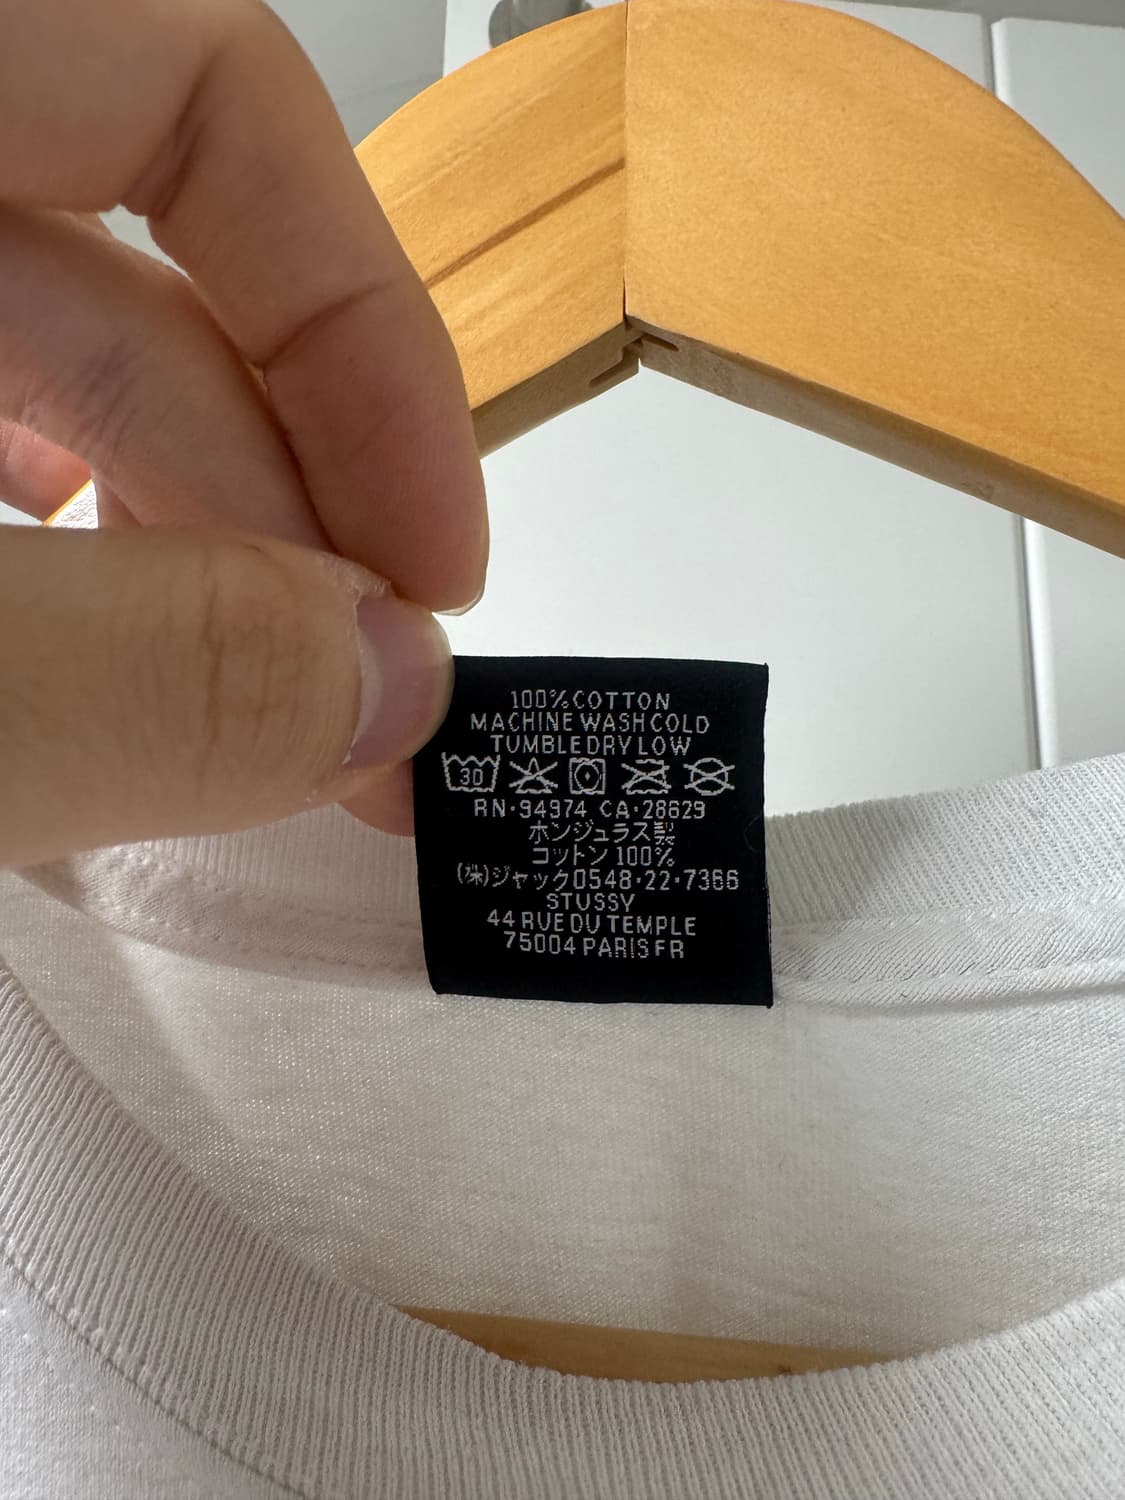 100% COTTON
MACHINE WASH COLD
TUMBLE DRY LOW
30
RN·94974 CA·28629
ホンジュラス製
コットン 100%
(株)ジャック0548·22·7366
STUSSY
44 RUE DU TEMPLE
75004 PARIS FR